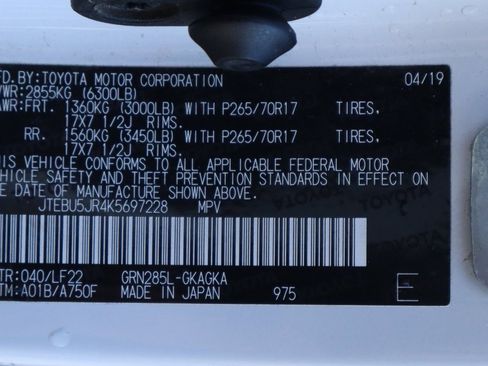 FD.BY:TOYOTA MOTOR CORPORATION 04/19
VWR:2855KG (6300LB)
AWR:FRT. 1360KG (3000LB) WITH P265/70R17 TIRES,
17X7 1/2J RIMS.
RR. 1560KG (3450LB) WITH P265/70R17 TIRES,
17X7 1/2J RIMS.
THIS VEHICLE CONFORMS TO ALL APPLICABLE FEDERAL MOTOR
VEHICLE SAFETY AND THEFT PREVENTION STANDARDS IN EFFECT ON
HE DATE OF MANUFACTURE SHOWN ABOVE.
JTEBU5JR4K5697228 MPV
TR:040/LF22 GRN285L-GKAGKA
TM:A01B/A750F MADE IN JAPAN 975 E